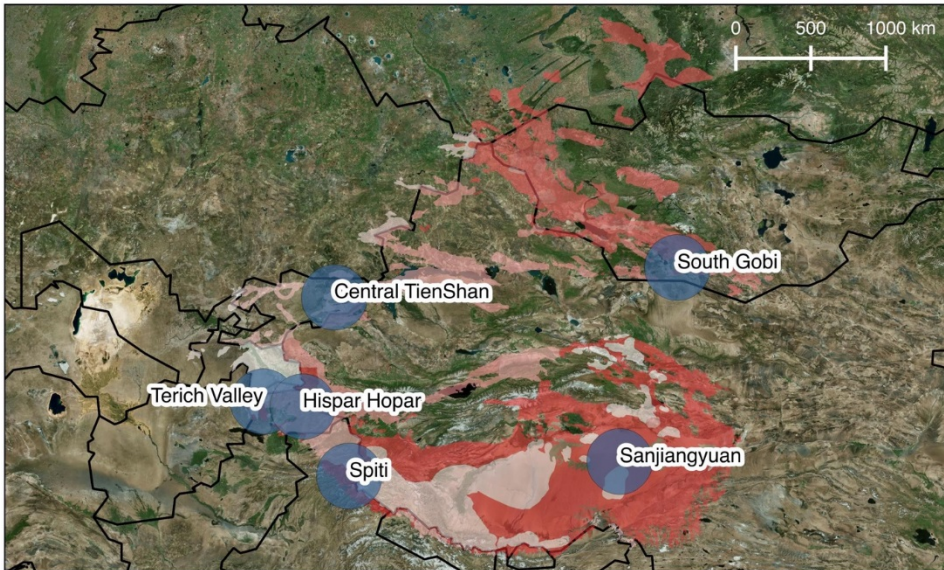 0 500 1000 km
South Gobi
Central TienShan
Terich Valley
Hispar Hopar
Sanjiangyuan
Spiti